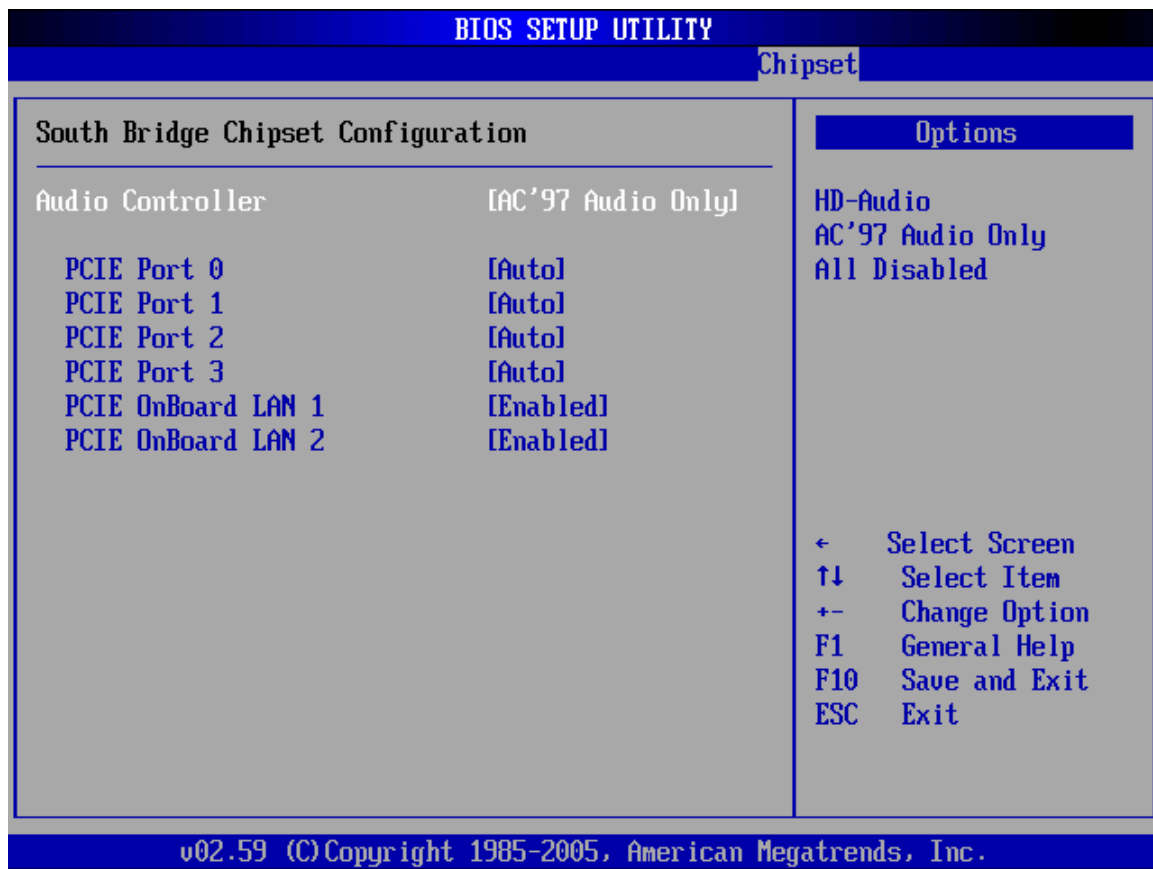 BIOS SETUP UTILITY
Chipset
South Bridge Chipset Configuration
Audio Controller [AC'97 Audio Only]
PCIE Port 0 [Auto]
PCIE Port 1 [Auto]
PCIE Port 2 [Auto]
PCIE Port 3 [Auto]
PCIE OnBoard LAN 1 [Enabled]
PCIE OnBoard LAN 2 [Enabled]
Options
HD-Audio
AC'97 Audio Only
All Disabled
← Select Screen
↑↓ Select Item
+- Change Option
F1 General Help
F10 Save and Exit
ESC Exit
v02.59 (C)Copyright 1985-2005, American Megatrends, Inc.